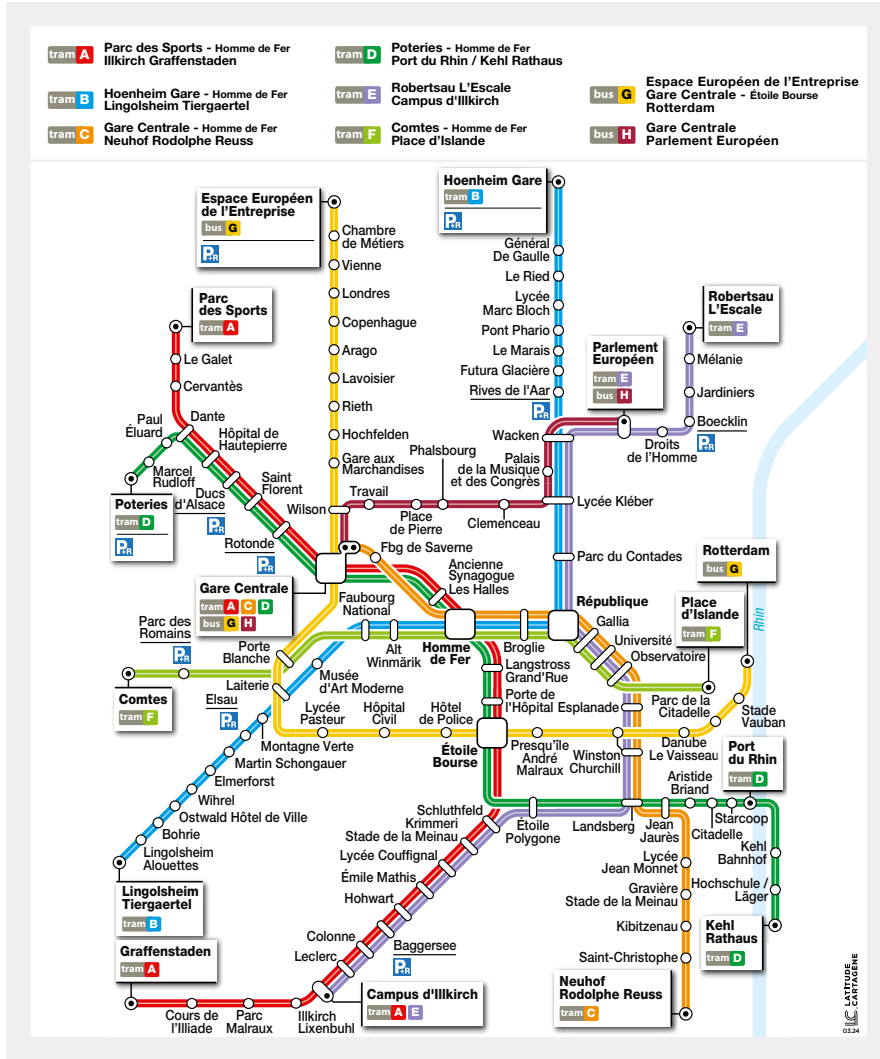 tram A Parc des Sports - Homme de Fer
Illkirch Graffenstaden
tram B Hoenheim Gare - Homme de Fer
Lingolsheim Tiergaertel
tram C Gare Centrale - Homme de Fer
Neuhof Rodolphe Reuss
tram D Poteries - Homme de Fer
Port du Rhin / Kehl Rathaus
tram E Robertsau L'Escale
Campus d'Illkirch
tram F Comtes - Homme de Fer
Place d'Islande
bus G Espace Européen de l'Entreprise
Gare Centrale - Étoile Bourse
Rotterdam
bus H Gare Centrale
Parlement Européen
Espace Européen
de l'Entreprise
bus G
P+R
Chambre
de Métiers
Vienne
Londres
Copenhague
Arago
Lavoisier
Rieth
Hochfelden
Gare aux
Marchandises
Wilson
Hoenheim Gare
tram B
P+R
Général
De Gaulle
Le Ried
Lycée
Marc Bloch
Pont Phario
Le Marais
Futura Glacière
Rives de l'Aar
P+R
Wacken
Palais
de la Musique
et des Congrès
Lycée Kléber
Parc du Contades
Parlement
Européen
tram E
bus H
Robertsau
L'Escale
tram E
Mélanie
Jardiniers
Boecklin
P+R
Droits
de l'Homme
Parc
des Sports
tram A
Le Galet
Cervantès
Dante
Paul
Éluard
Marcel
Rudloff
Poteries
tram D
P+R
Hôpital de
Hautepierre
Ducs
d'Alsace
P+R
Saint
Florent
Rotonde
P+R
Travail
Place
de Pierre
Phalsbourg
Clemenceau
Fbg de Saverne
Gare Centrale
tram A C D
bus G H
Ancienne
Synagogue
Les Halles
Faubourg
National
Alt
Winmärik
Homme
de Fer
Broglie
République
Gallia
Université
Observatoire
Rotterdam
bus G
Place
d'Islande
tram F
Rhin
Parc de la
Citadelle
Stade
Vauban
Parc des
Romains
P+R
Porte
Blanche
Comtes
tram F
Laiterie
Musée
d'Art Moderne
Elsau
P+R
Montagne Verte
Martin Schongauer
Elmerforst
Wihrel
Ostwald Hôtel de Ville
Bohrie
Lingolsheim
Alouettes
Lingolsheim
Tiergaertel
tram B
Lycée
Pasteur
Hôpital
Civil
Hôtel
de Police
Langstross
Grand'Rue
Porte de
l'Hôpital
Étoile
Bourse
Presqu'île
André
Malraux
Esplanade
Winston
Churchill
Danube
Le Vaisseau
Port
du Rhin
tram D
Aristide
Briand
Citadelle
Starcoop
Kehl
Bahnhof
Hochschule /
Läger
Kehl
Rathaus
tram D
Schluthfeld
Krimmeri
Stade de la Meinau
Lycée Couffignal
Émile Mathis
Hohwart
Étoile
Polygone
Landsberg
Jean
Jaurès
Lycée
Jean Monnet
Gravière
Stade de la Meinau
Kibitzenau
Saint-Christophe
Neuhof
Rodolphe Reuss
tram C
Baggersee
P+R
Colonne
Leclerc
Campus d'Illkirch
tram A E
Graffenstaden
tram A
Cours de
l'Illiade
Parc
Malraux
Illkirch
Lixenbuhl
LATITUDE
CARTAGÈNE
03.24